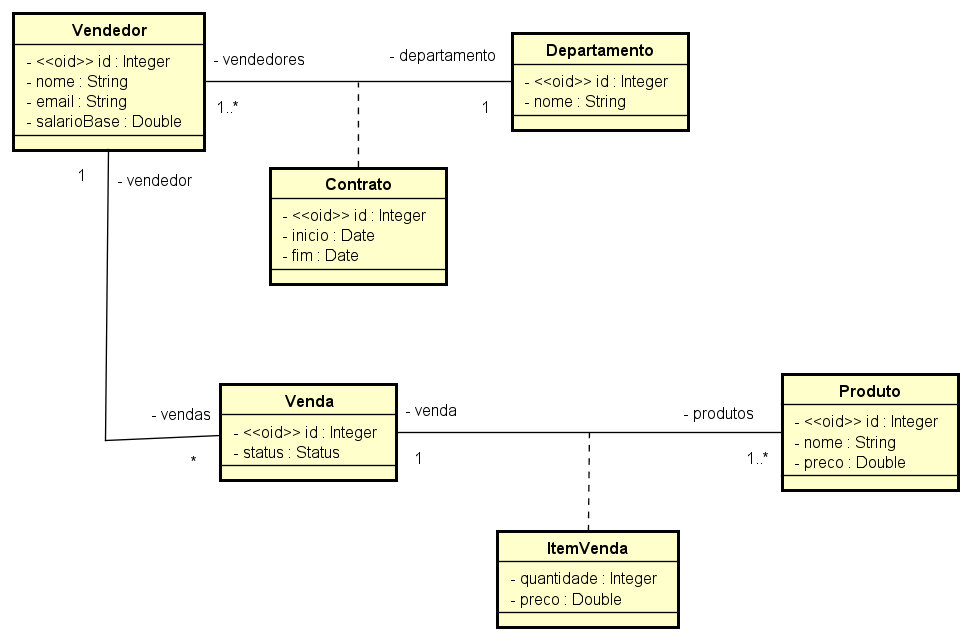 Vendedor
- <<oid>> id : Integer
- nome : String
- email : String
- salarioBase : Double
- vendedores
- departamento
1..*
1
Departamento
- <<oid>> id : Integer
- nome : String
1
- vendedor
Contrato
- <<oid>> id : Integer
- inicio : Date
- fim : Date
- vendas
*
Venda
- <<oid>> id : Integer
- status : Status
- venda
1
- produtos
1..*
Produto
- <<oid>> id : Integer
- nome : String
- preco : Double
ItemVenda
- quantidade : Integer
- preco : Double